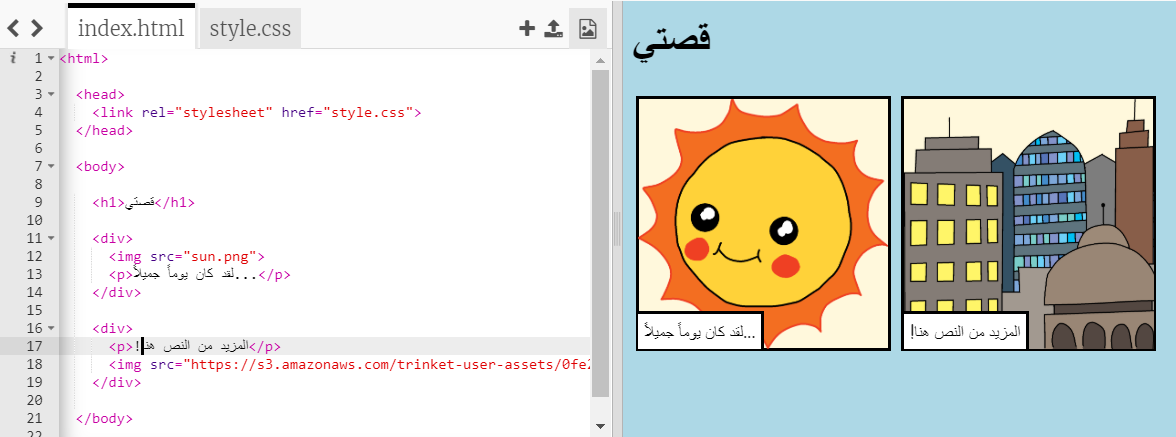 index.html style.css
1 <html>
2
3 <head>
4 <link rel="stylesheet" href="style.css">
5 </head>
6
7 <body>
8
9 <h1>قصتي</h1>
10
11 <div>
12 <img src="sun.png">
13 <p>لقد كان يوماً جميلاً...</p>
14 </div>
15
16 <div>
17 <p>المزيد من النص هنا!</p>
18 <img src="https://s3.amazonaws.com/trinket-user-assets/0fe2
19 </div>
20
21 </body>
22
قصتي
لقد كان يوماً جميلاً...
المزيد من النص هنا!